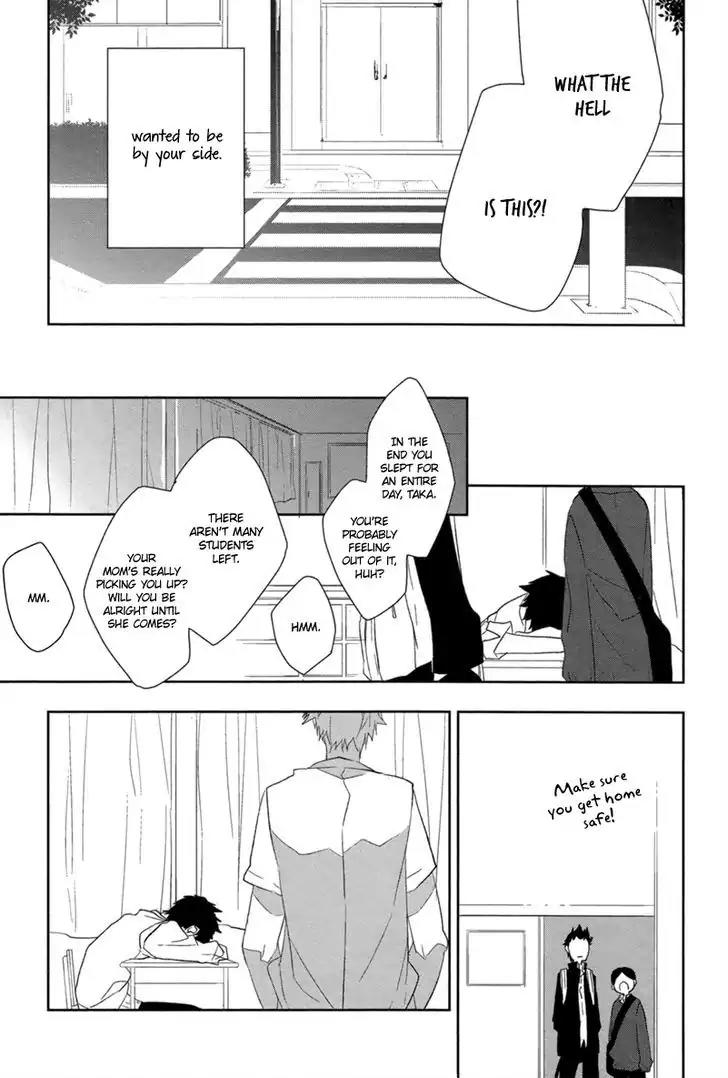 WHAT THE
HELL
IS THIS?!
wanted to be
by your side.
IN THE
END YOU
SLEPT FOR
AN ENTIRE
DAY, TAKA.
YOU'RE
PROBABLY
FEELING
OUT OF IT,
HUH?
HMM.
THERE
AREN'T MANY
STUDENTS
LEFT.
YOUR
MOM'S REALLY
PICKING YOU UP?
WILL YOU BE
ALRIGHT UNTIL
SHE COMES?
MM.
Make sure
you get home
safe!